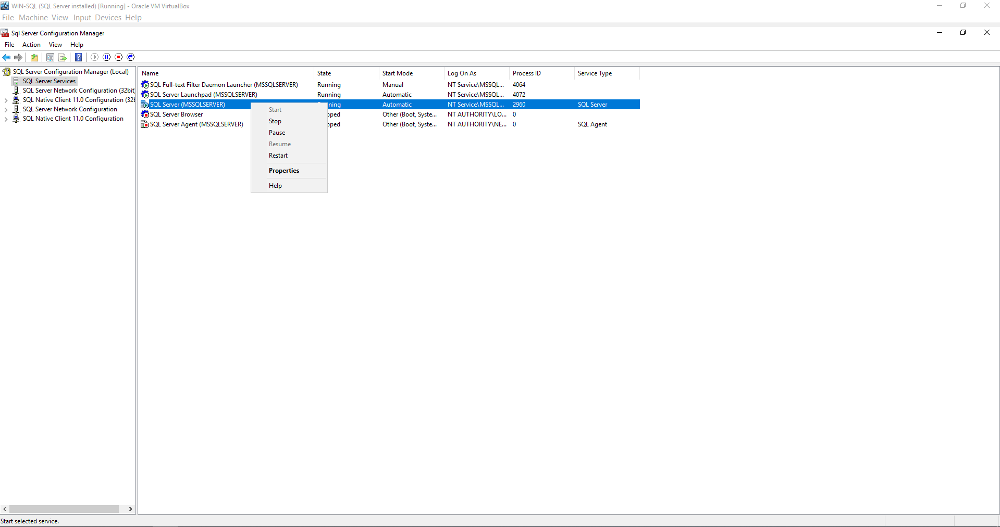 WIN-SQL (SQL Server installed) [Running] - Oracle VM VirtualBox
File Machine View Input Devices Help
Sql Server Configuration Manager
File Action View Help
SQL Server Configuration Manager (Local)
SQL Server Services
SQL Server Network Configuration (32bit
SQL Native Client 11.0 Configuration (32b
SQL Server Network Configuration
SQL Native Client 11.0 Configuration
Name State Start Mode Log On As Process ID Service Type
SQL Full-text Filter Daemon Launcher (MSSQLSERVER) Running Manual NT Service\MSSQL... 4064
SQL Server Launchpad (MSSQLSERVER) Running Automatic NT Service\MSSQL... 4072
SQL Server (MSSQLSERVER) nning Automatic NT Service\MSSQL... 2960 SQL Server
SQL Server Browser pped Other (Boot, Syste... NT AUTHORITY\LO... 0
SQL Server Agent (MSSQLSERVER) pped Other (Boot, Syste... NT AUTHORITY\NE... 0 SQL Agent
Start
Stop
Pause
Resume
Restart
Properties
Help
Start selected service.